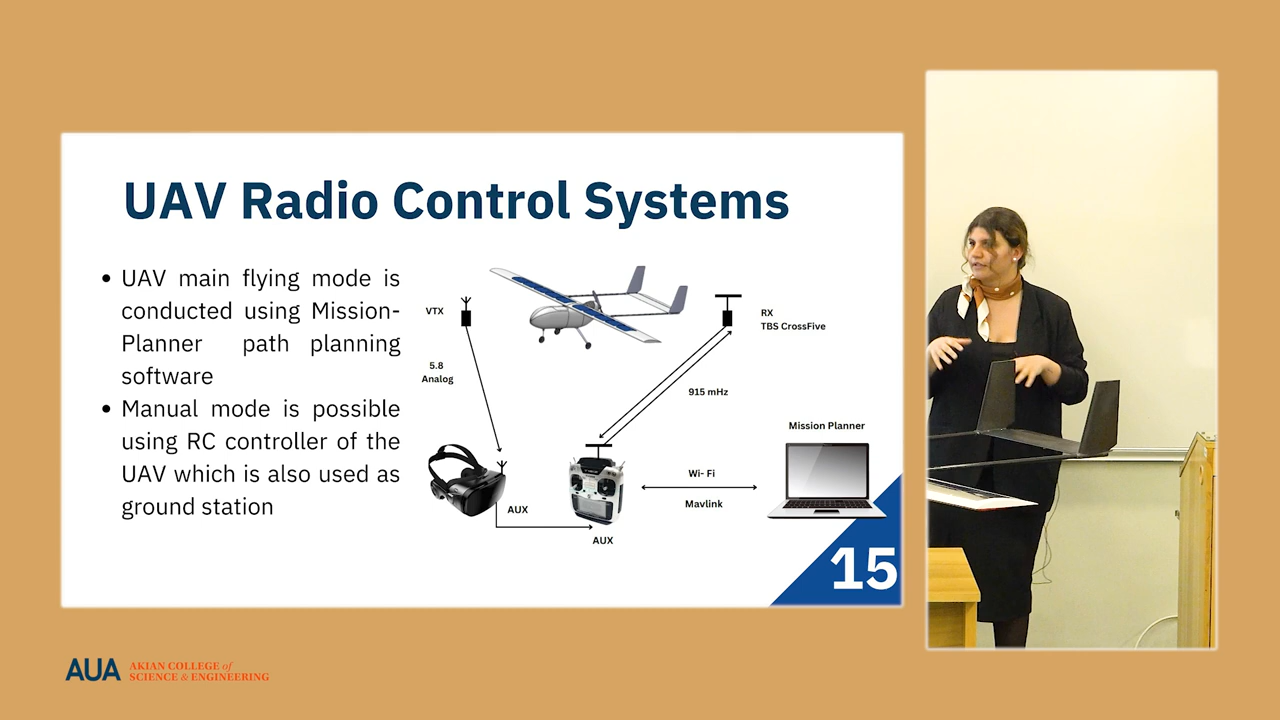 UAV Radio Control Systems
• UAV main flying mode is
conducted using Mission-
Planner path planning
software
• Manual mode is possible
using RC controller of the
UAV which is also used as
ground station
VTX
5.8
Analog
RX
TBS CrossFive
915 mHz
Mission Planner
Wi- Fi
Mavlink
AUX
AUX
15
AUA AKIAN COLLEGE of
SCIENCE & ENGINEERING